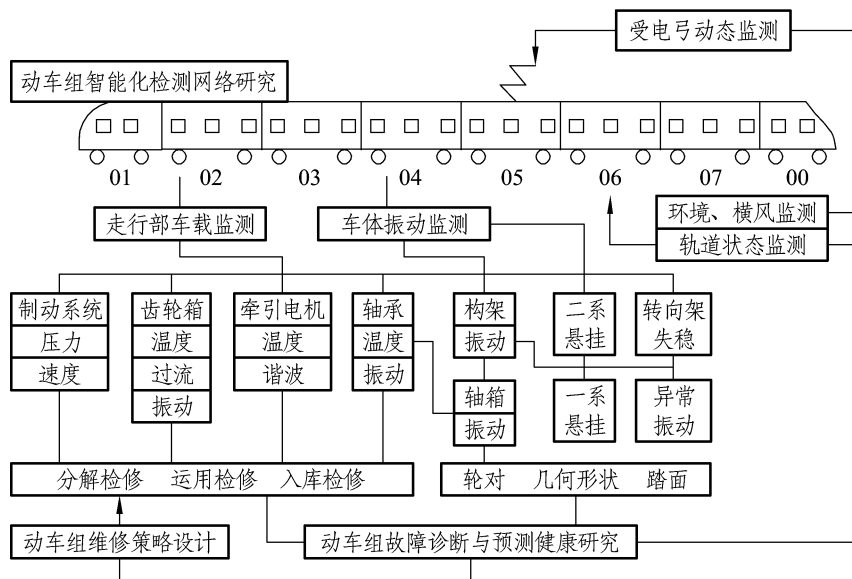 受电弓动态监测
动车组智能化检测网络研究
01 02 03 04 05 06 07 00
走行部车载监测
车体振动监测
环境、横风监测
轨道状态监测
制动系统
压力
速度
齿轮箱
温度
过流
振动
牵引电机
温度
谐波
轴承
温度
振动
构架
振动
轴箱
振动
二系
悬挂
一系
悬挂
转向架
失稳
异常
振动
分解检修 运用检修 入库检修
轮对 几何形状 踏面
动车组维修策略设计
动车组故障诊断与预测健康研究